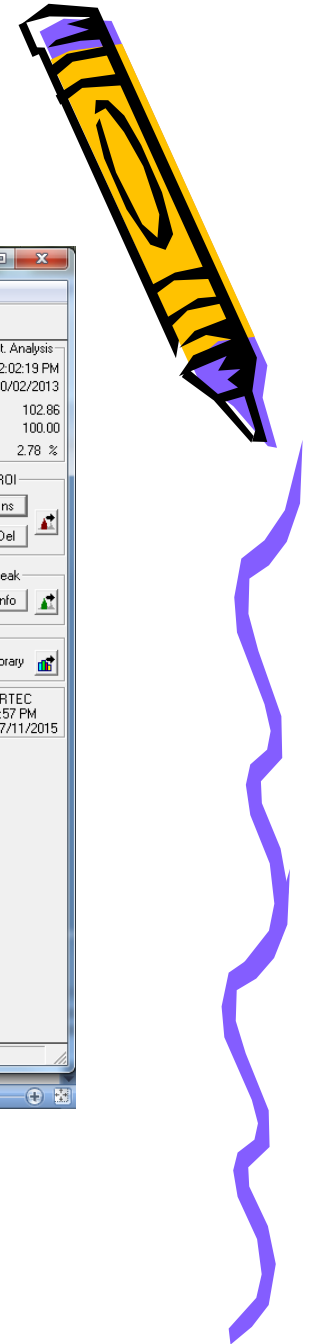 t. Analysis
2:02:19 PM
0/02/2013
102.86
100.00
2.78 %
ROI
ns
Del
eak
nfo
orary
RTEC
:57 PM
7/11/2015